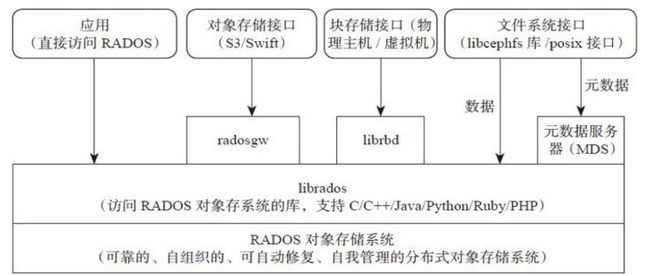 应用
（直接访问 RADOS）
对象存储接口
（S3/Swift）
块存储接口（物
理主机 / 虚拟机）
文件系统接口
（libcephfs 库 /posix 接口）
数据
元数据
radosgw
librbd
元数据服务
器（MDS）
librados
（访问 RADOS 对象存系统的库，支持 C/C++/Java/Python/Ruby/PHP）
RADOS 对象存储系统
（可靠的、自组织的、可自动修复、自我管理的分布式对象存储系统）